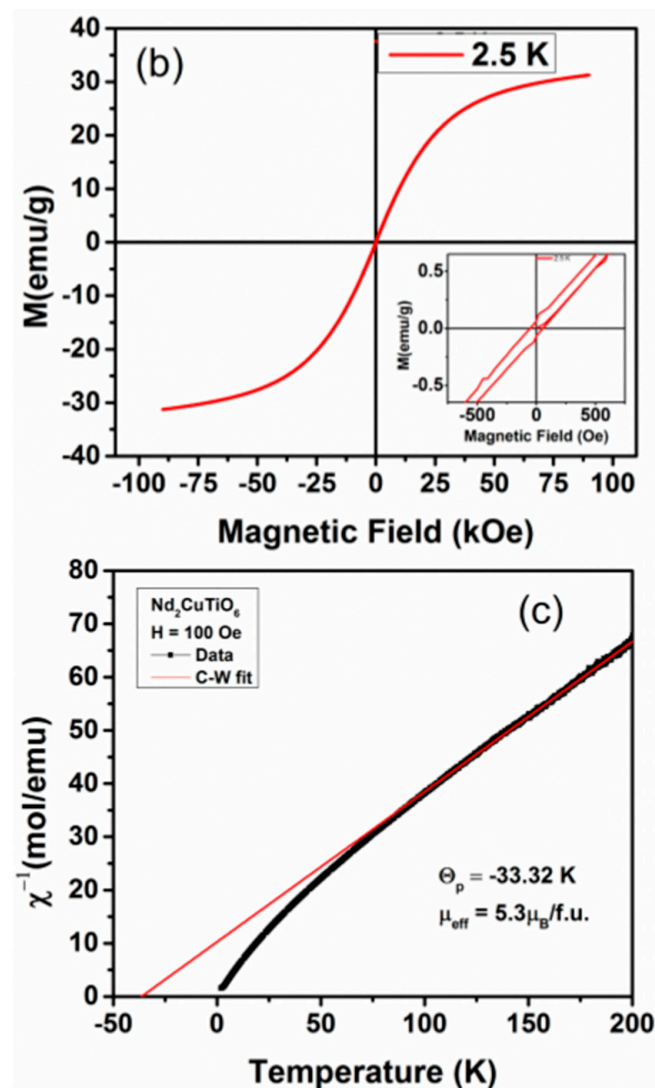 (b)
2.5 K
M(emu/g)
40
30
20
10
0
-10
-20
-30
-40
-100 -75 -50 -25 0 25 50 75 100
Magnetic Field (kOe)
2.5 K
M(emu/g)
0.5
0.0
-0.5
-500 0 500
Magnetic Field (Oe)
(c)
Nd₂CuTiO₆
H = 100 Oe
Data
C-W fit
χ⁻¹(mol/emu)
80
70
60
50
40
30
20
10
0
Θp = -33.32 K
μeff = 5.3μB/f.u.
-50 0 50 100 150 200
Temperature (K)